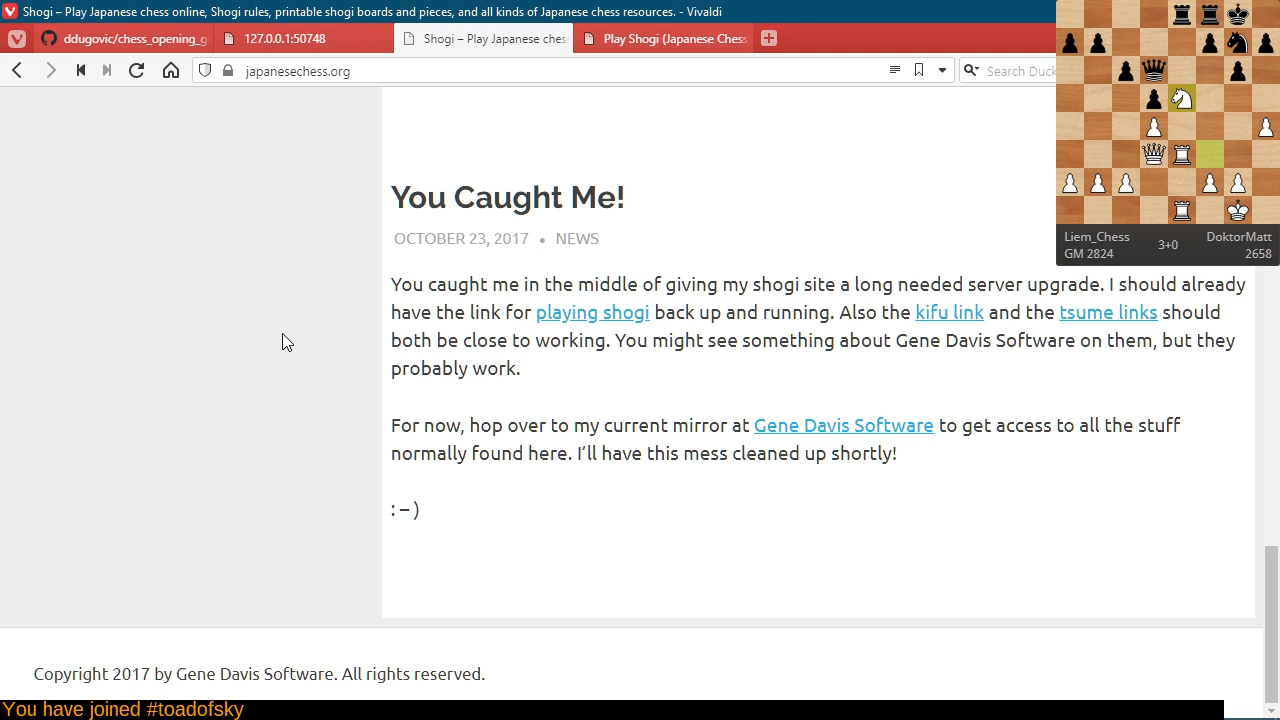 Shogi – Play Japanese chess online, Shogi rules, printable shogi boards and pieces, and all kinds of Japanese chess resources. - Vivaldi
ddugovic/chess_opening_g
127.0.0.1:50748
Shogi – Play Japanese ches
Play Shogi (Japanese Chess
japanesechess.org
Search Duck
Liem_Chess
GM 2824
3+0
DoktorMatt
2658
You Caught Me!
OCTOBER 23, 2017 • NEWS
You caught me in the middle of giving my shogi site a long needed server upgrade. I should already
have the link for playing shogi back up and running. Also the kifu link and the tsume links should
both be close to working. You might see something about Gene Davis Software on them, but they
probably work.
For now, hop over to my current mirror at Gene Davis Software to get access to all the stuff
normally found here. I’ll have this mess cleaned up shortly!
: – )
Copyright 2017 by Gene Davis Software. All rights reserved.
You have joined #toadofsky